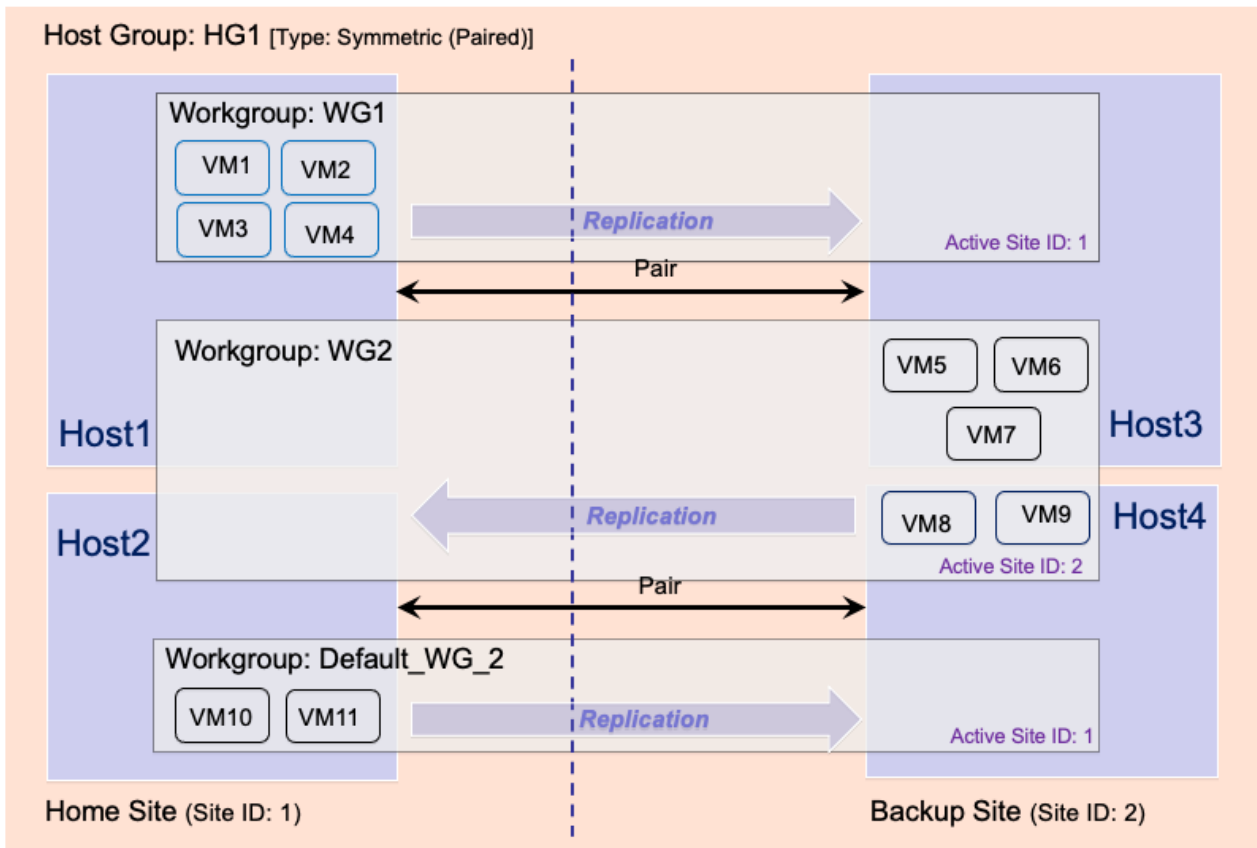 Host Group: HG1 [Type: Symmetric (Paired)]
Workgroup: WG1
VM1
VM2
VM3
VM4
Replication
Active Site ID: 1
Pair
Workgroup: WG2
VM5
VM6
VM7
Host1
Host3
Host2
Replication
VM8
VM9
Host4
Active Site ID: 2
Pair
Workgroup: Default_WG_2
VM10
VM11
Replication
Active Site ID: 1
Home Site (Site ID: 1)
Backup Site (Site ID: 2)